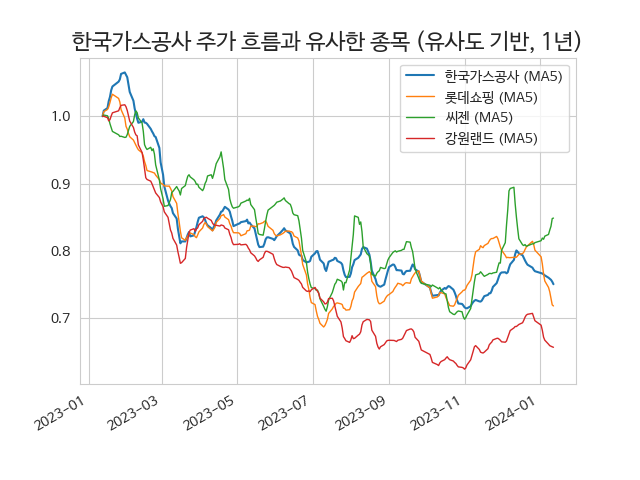 한국가스공사 주가 흐름과 유사한 종목 (유사도 기반, 1년)
한국가스공사 (MA5)
롯데쇼핑 (MA5)
씨젠 (MA5)
강원랜드 (MA5)
1.0
0.9
0.8
0.7
2023-01
2023-03
2023-05
2023-07
2023-09
2023-11
2024-01